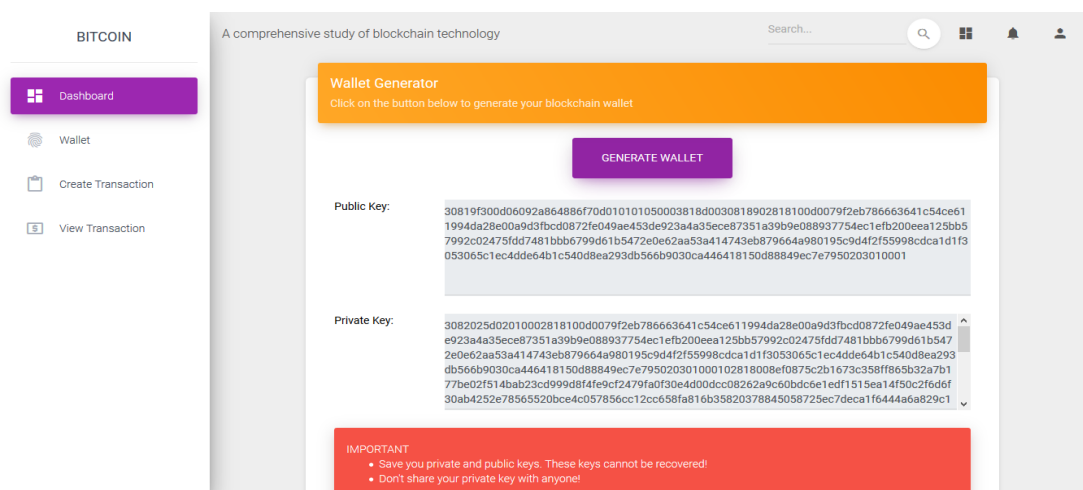 BITCOIN
A comprehensive study of blockchain technology
Search...
Dashboard
Wallet
Create Transaction
View Transaction
Wallet Generator
Click on the button below to generate your blockchain wallet
GENERATE WALLET
Public Key:
30819f300d06092a864886f70d010101050003818d0030818902818100d0079f2eb786663641c54ce61
1994da28e00a9d3fbcd0872fe049ae453de923a4a35ece87351a39b9e088937754ec1efb200eea125bb5
7992c02475fdd7481bbb6799d61b5472e0e62aa53a414743eb879664a980195c9d4f2f55998cdca1d1f3
053065c1ec4dde64b1c540d8ea293db566b9030ca446418150d88849ec7e7950203010001
Private Key:
3082025d02010002818100d0079f2eb786663641c54ce611994da28e00a9d3fbcd0872fe049ae453d
e923a4a35ece87351a39b9e088937754ec1efb200eea125bb57992c02475fdd7481bbb6799d61b547
2e0e62aa53a414743eb879664a980195c9d4f2f55998cdca1d1f3053065c1ec4dde64b1c540d8ea293
db566b9030ca446418150d88849ec7e795020301000102818008ef0875c2b1673c358ff865b32a7b1
77be02f514bab23cd999d8f4fe9cf2479fa0f30e4d00dcc08262a9c60bdc6e1edf1515ea14f50c2f6d6f
30ab4252e78565520bce4c057856cc12cc658fa816b35820378845058725ec7deca1f6444a6a829c1
IMPORTANT
• Save you private and public keys. These keys cannot be recovered!
• Don't share your private key with anyone!